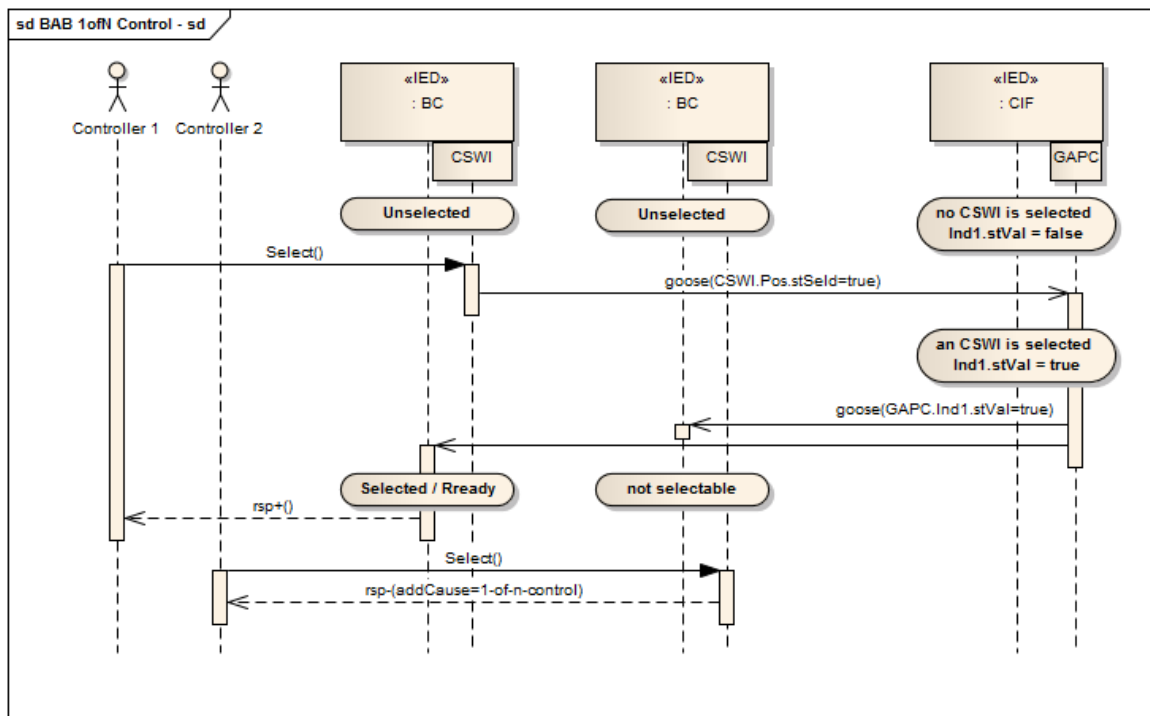 sd BAB 1ofN Control - sd
«IED»
: BC
«IED»
: BC
«IED»
: CIF
Controller 1
Controller 2
CSWI
CSWI
GAPC
Unselected
Unselected
no CSWI is selected
Ind1.stVal = false
Select()
goose(CSWI.Pos.stSeld=true)
an CSWI is selected
Ind1.stVal = true
goose(GAPC.Ind1.stVal=true)
Selected / Rready
not selectable
rsp+()
Select()
rsp-(addCause=1-of-n-control)